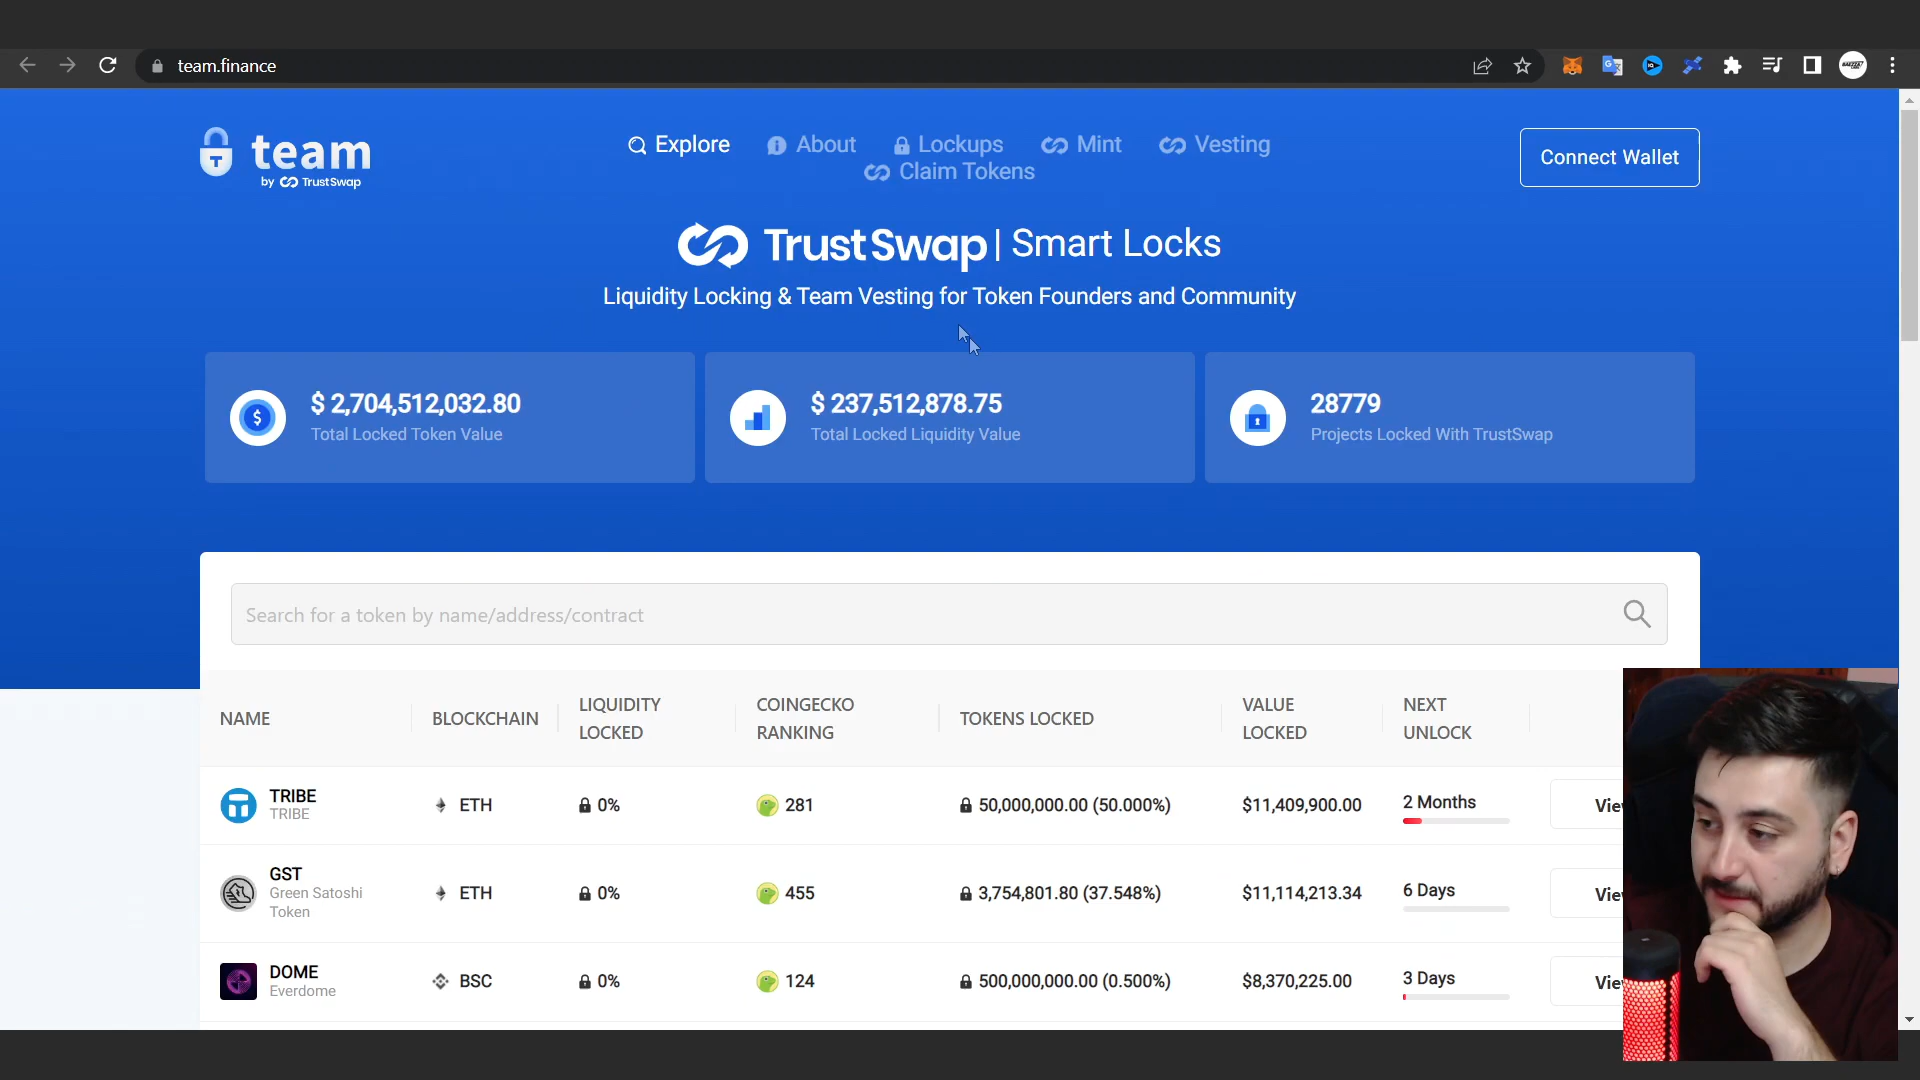 team.finance
team
by TrustSwap
Explore
About
Lockups
Mint
Vesting
Claim Tokens
Connect Wallet
TrustSwap | Smart Locks
Liquidity Locking & Team Vesting for Token Founders and Community
$ 2,704,512,032.80
Total Locked Token Value
$ 237,512,878.75
Total Locked Liquidity Value
28779
Projects Locked With TrustSwap
Search for a token by name/address/contract
NAME
BLOCKCHAIN
LIQUIDITY
LOCKED
COINGECKO
RANKING
TOKENS LOCKED
VALUE
LOCKED
NEXT
UNLOCK
TRIBE
TRIBE
ETH
0%
281
50,000,000.00 (50.000%)
$11,409,900.00
2 Months
Vie
GST
Green Satoshi
Token
ETH
0%
455
3,754,801.80 (37.548%)
$11,114,213.34
6 Days
Vie
DOME
Everdome
BSC
0%
124
500,000,000.00 (0.500%)
$8,370,225.00
3 Days
Vie